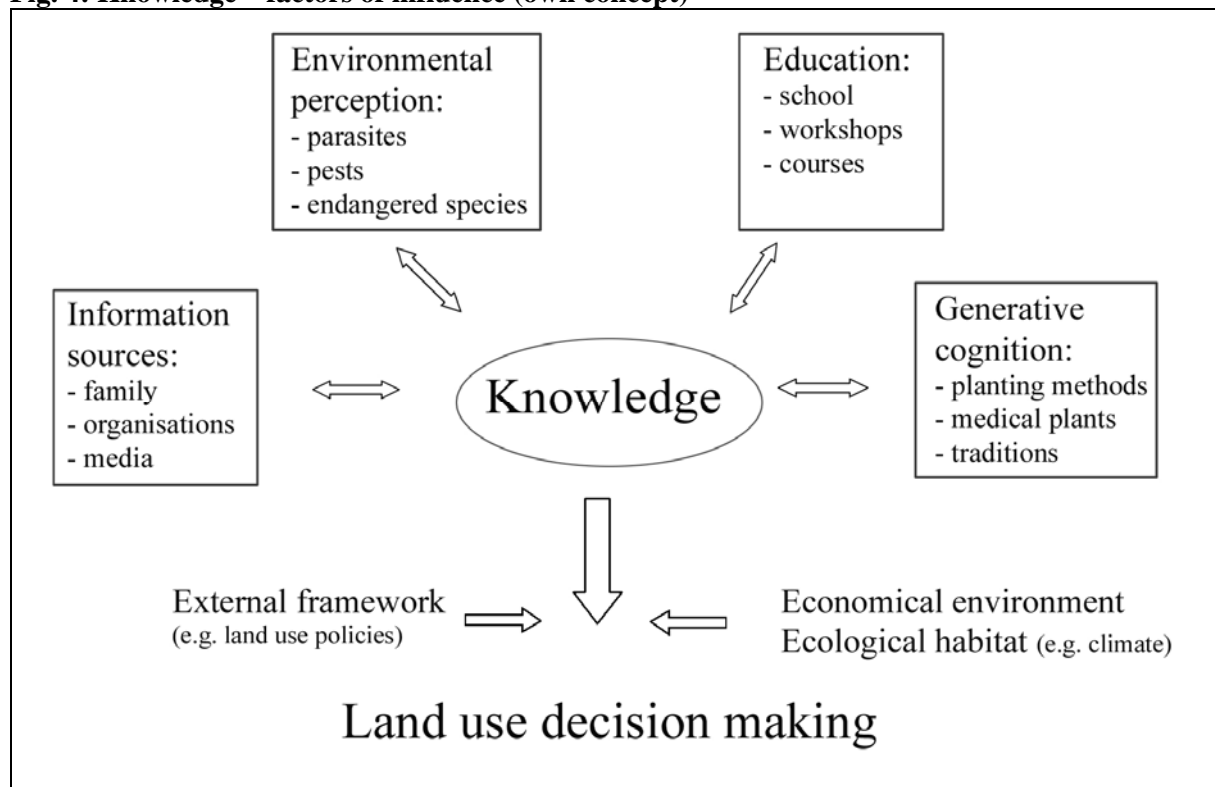 Fig. 4: Knowledge – factors of influence (own concept)
Environmental
perception:
- parasites
- pests
- endangered species
Education:
- school
- workshops
- courses
Information
sources:
- family
- organisations
- media
Knowledge
Generative
cognition:
- planting methods
- medical plants
- traditions
External framework
(e.g. land use policies)
Economical environment
Ecological habitat (e.g. climate)
Land use decision making